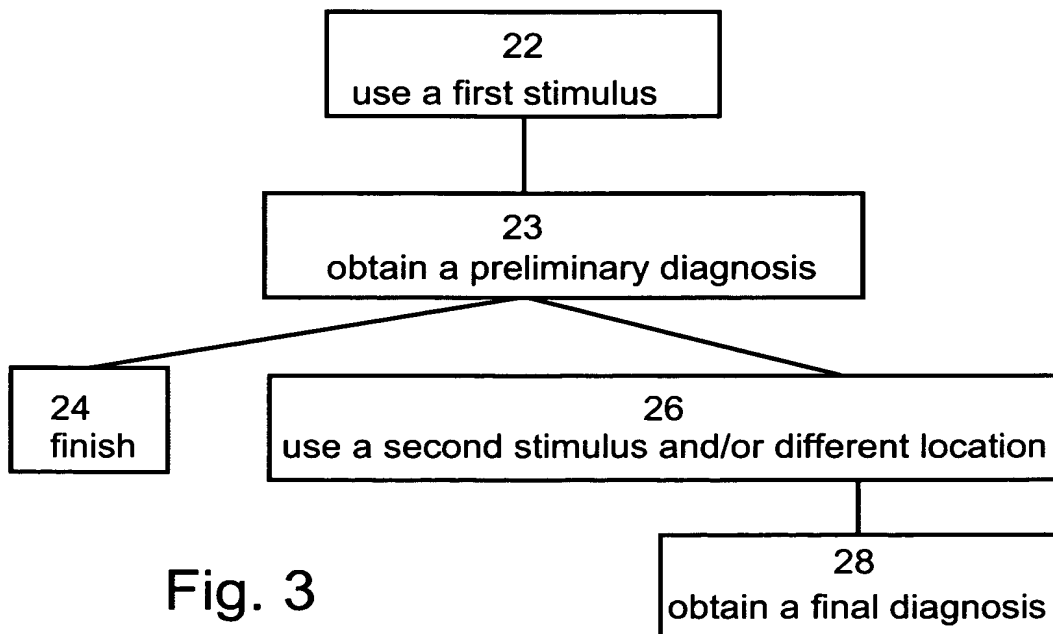 22
use a first stimulus
23
obtain a preliminary diagnosis
24
finish
26
use a second stimulus and/or different location
28
obtain a final diagnosis
Fig. 3